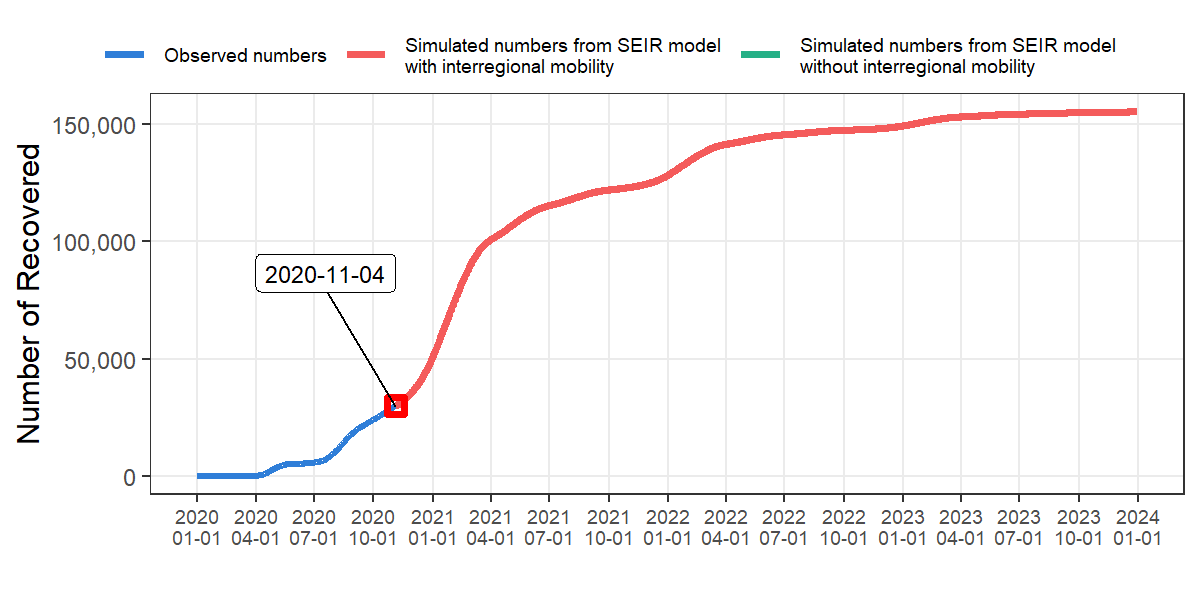 Observed numbers
Simulated numbers from SEIR model
with interregional mobility
Simulated numbers from SEIR model
without interregional mobility
Number of Recovered
150,000
100,000
50,000
0
2020-11-04
2020 2020 2020 2020 2021 2021 2021 2021 2022 2022 2022 2022 2023 2023 2023 2023 2024
01-01 04-01 07-01 10-01 01-01 04-01 07-01 10-01 01-01 04-01 07-01 10-01 01-01 04-01 07-01 10-01 01-01